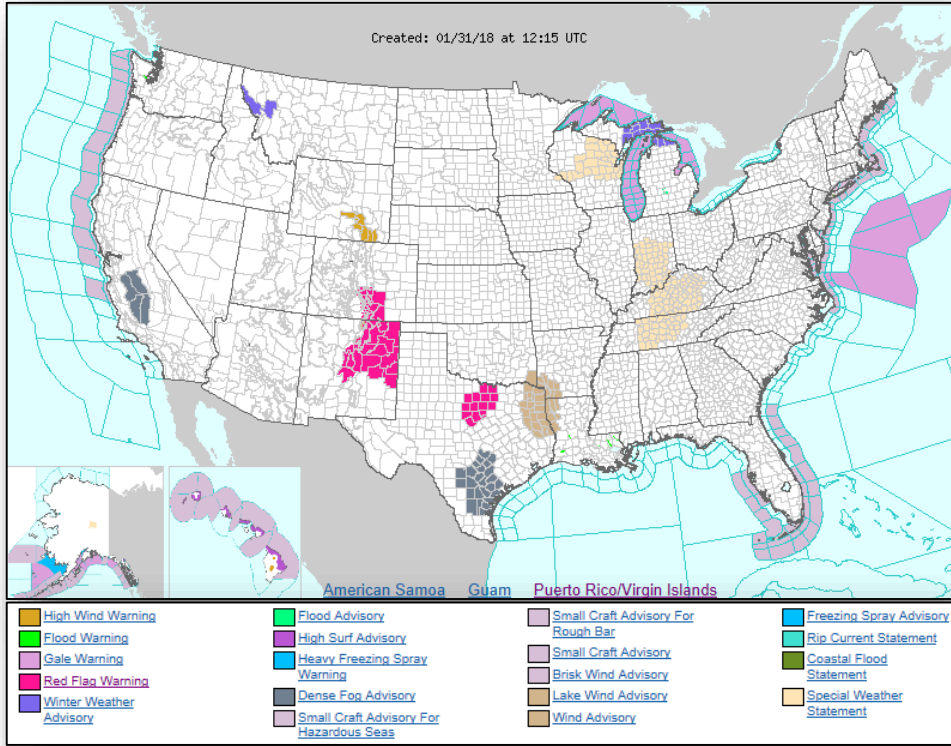 Created: 01/31/18 at 12:15 UTC
American Samoa Guam Puerto Rico/Virgin Islands
High Wind Warning
Flood Warning
Gale Warning
Red Flag Warning
Winter Weather
Advisory
Flood Advisory
High Surf Advisory
Heavy Freezing Spray
Warning
Dense Fog Advisory
Small Craft Advisory For
Hazardous Seas
Small Craft Advisory For
Rough Bar
Small Craft Advisory
Brisk Wind Advisory
Lake Wind Advisory
Wind Advisory
Freezing Spray Advisory
Rip Current Statement
Coastal Flood
Statement
Special Weather
Statement